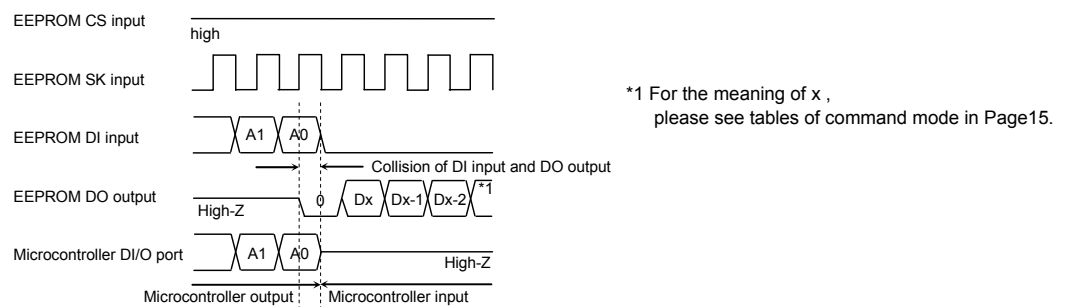 EEPROM CS input
high
EEPROM SK input
*1 For the meaning of x ,
please see tables of command mode in Page15.
EEPROM DI input
A1 A0
Collision of DI input and DO output
EEPROM DO output
High-Z
0 Dx Dx-1 Dx-2 *1
Microcontroller DI/O port
A1 A0
High-Z
Microcontroller output Microcontroller input